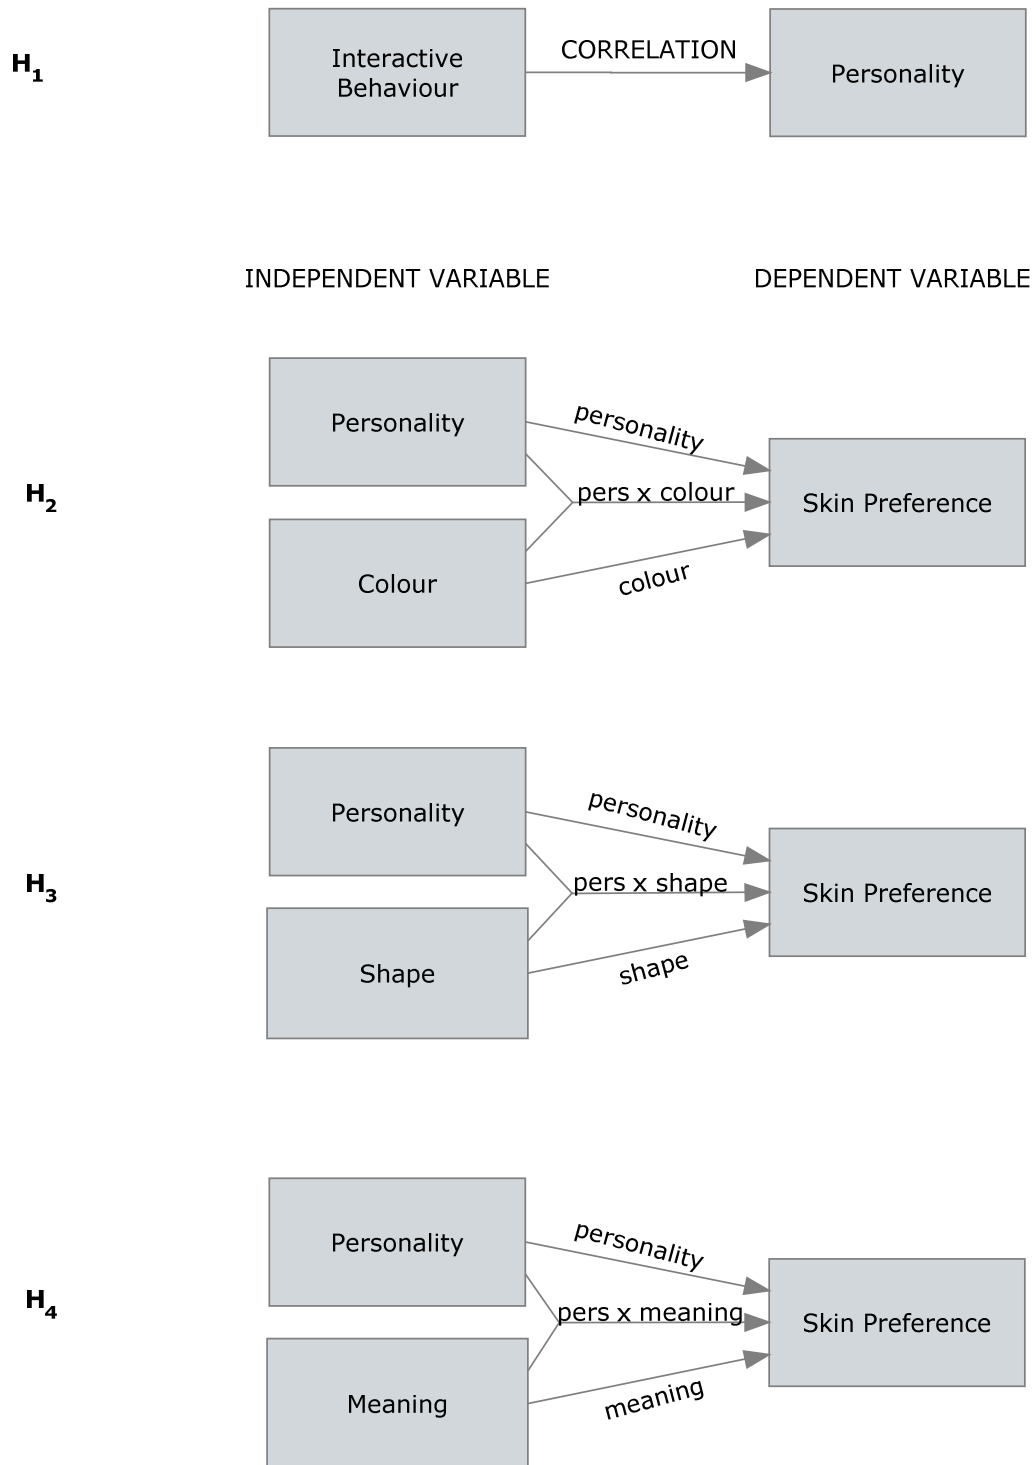 H1
Interactive
Behaviour
CORRELATION
Personality
INDEPENDENT VARIABLE
DEPENDENT VARIABLE
H2
Personality
Colour
personality
pers x colour
colour
Skin Preference
H3
Personality
Shape
personality
pers x shape
shape
Skin Preference
H4
Personality
Meaning
personality
pers x meaning
meaning
Skin Preference